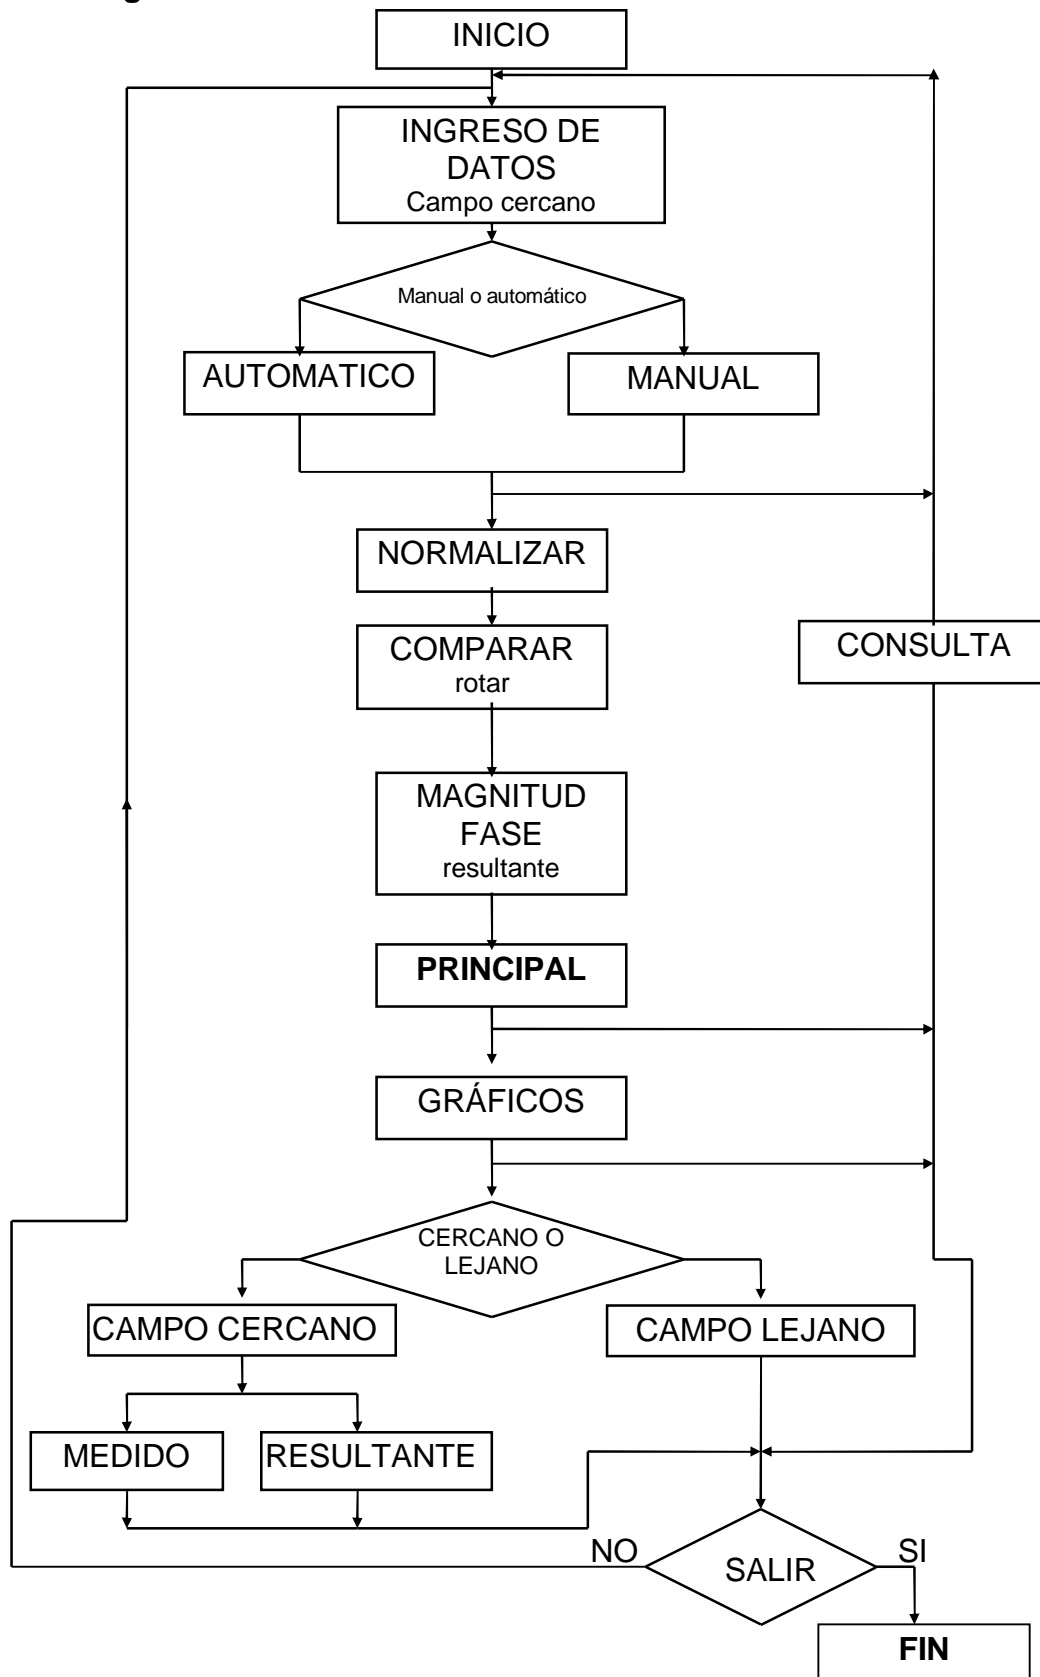 INICIO
INGRESO DE
DATOS
Campo cercano
Manual o automático
AUTOMATICO
MANUAL
NORMALIZAR
COMPARAR
rotar
CONSULTA
MAGNITUD
FASE
resultante
PRINCIPAL
GRÁFICOS
CERCANO O
LEJANO
CAMPO CERCANO
CAMPO LEJANO
MEDIDO
RESULTANTE
NO
SI
SALIR
FIN